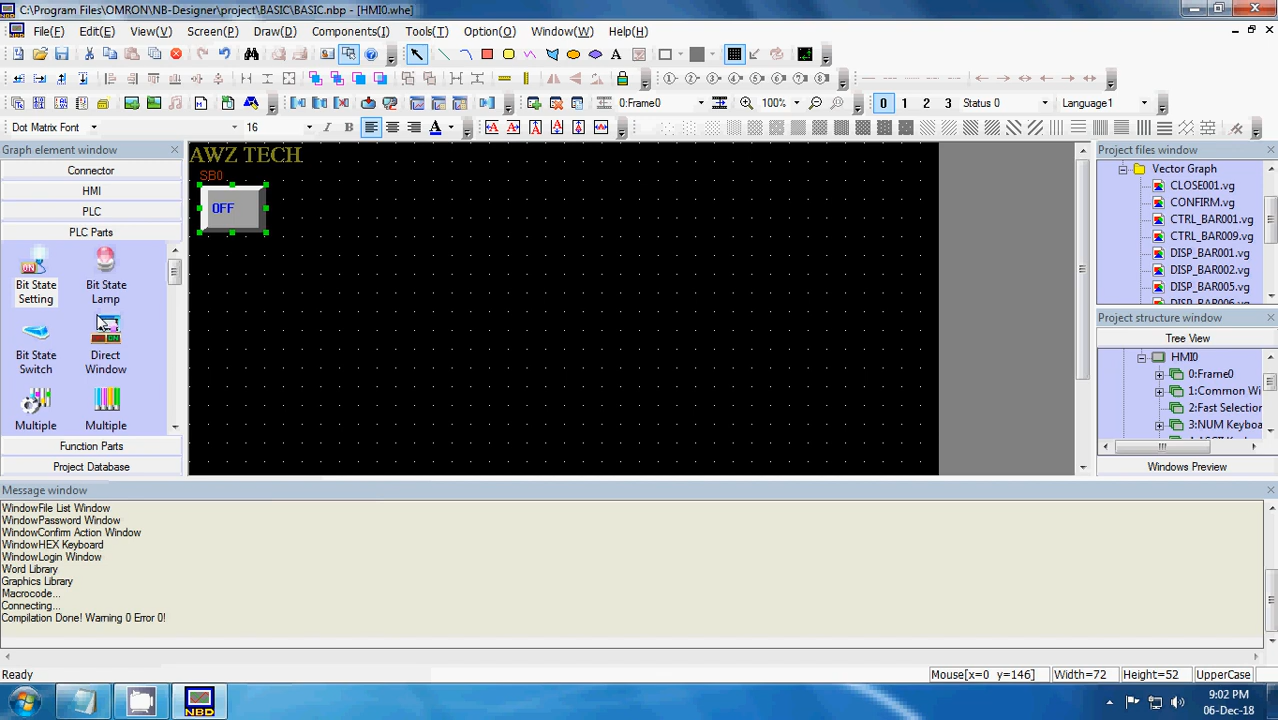 C:\Program Files\OMRON\NB-Designer\project\BASIC\BASIC.nbp - [HMI0.whe]
File(F) Edit(E) View(V) Screen(P) Draw(D) Components(I) Tools(T) Option(O) Window(W) Help(H)
0:Frame0 100% 0 1 2 3 Status 0 Language1
Dot Matrix Font 16
Graph element window
Connector
HMI
PLC
PLC Parts
Bit State Setting
Bit State Lamp
Bit State Switch
Direct Window
Multiple
Multiple
Function Parts
Project Database
AWZ TECH
SB0
OFF
Project files window
Vector Graph
CLOSE001.vg
CONFIRM.vg
CTRL_BAR001.vg
CTRL_BAR009.vg
DISP_BAR001.vg
DISP_BAR002.vg
DISP_BAR005.vg
DISP_BAR006.vg
Project structure window
Tree View
HMI0
0:Frame0
1:Common Wi
2:Fast Selection
3:NUM Keyboa
Windows Preview
Message window
WindowFile List Window
WindowPassword Window
WindowConfirm Action Window
WindowHEX Keyboard
WindowLogin Window
Word Library
Graphics Library
Macrocode...
Connecting...
Compilation Done! Warning 0 Error 0!
Ready
Mouse[x=0 y=146] Width=72 Height=52 UpperCase
NBD
9:02 PM
06-Dec-18